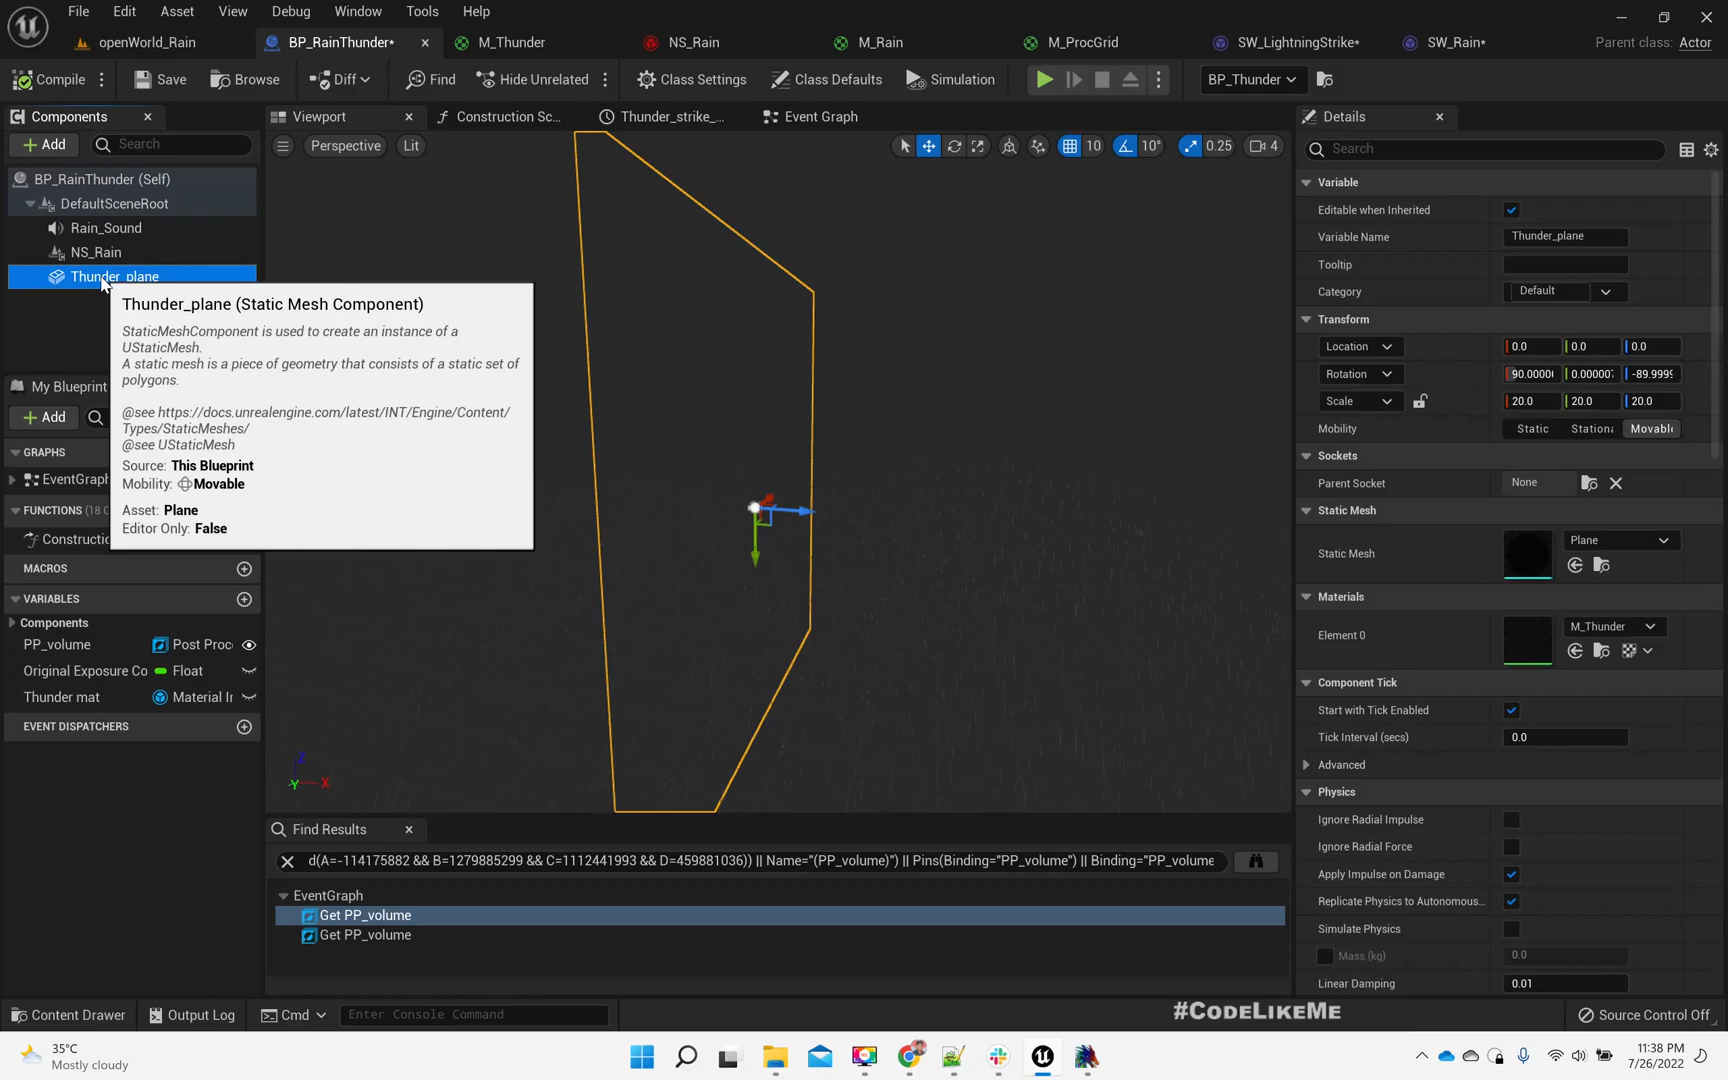 File Edit Asset View Debug Window Tools Help
openWorld_Rain BP_RainThunder* M_Thunder NS_Rain M_Rain M_ProcGrid SW_LightningStrike* SW_Rain* Parent class: Actor
Compile Save Browse Diff Find Hide Unrelated Class Settings Class Defaults Simulation BP_Thunder
Components Viewport Construction Sc... Thunder_strike_... Event Graph Details
Add Search Perspective Lit 10 10° 0.25 4 Search
BP_RainThunder (Self)
DefaultSceneRoot
Rain_Sound
NS_Rain
Thunder_plane
Thunder_plane (Static Mesh Component)
StaticMeshComponent is used to create an instance of a
UStaticMesh.
A static mesh is a piece of geometry that consists of a static set of
polygons.
@see https://docs.unrealengine.com/latest/INT/Engine/Content/
Types/StaticMeshes/
@see UStaticMesh
Source: This Blueprint
Mobility: Movable
Asset: Plane
Editor Only: False
My Blueprint
Add
GRAPHS
EventGraph
FUNCTIONS (18 O
Constructi
MACROS
VARIABLES
Components
PP_volume Post Proc
Original Exposure Co Float
Thunder mat Material Ir
EVENT DISPATCHERS
Z
Y X
Find Results
d(A=-114175882 && B=1279885299 && C=1112441993 && D=459881036)) || Name="(PP_volume)") || Pins(Binding="PP_volume") || Binding="PP_volume
EventGraph
Get PP_volume
Get PP_volume
Variable
Editable when Inherited
Variable Name Thunder_plane
Tooltip
Category Default
Transform
Location 0.0 0.0 0.0
Rotation 90.00000 0.00000 -89.9999
Scale 20.0 20.0 20.0
Mobility Static Stationa Movable
Sockets
Parent Socket None
Static Mesh
Static Mesh Plane
Materials
Element 0 M_Thunder
Component Tick
Start with Tick Enabled
Tick Interval (secs) 0.0
Advanced
Physics
Ignore Radial Impulse
Ignore Radial Force
Apply Impulse on Damage
Replicate Physics to Autonomous...
Simulate Physics
Mass (kg) 0.0
Linear Damping 0.01
Content Drawer Output Log Cmd Enter Console Command #CODELIKEME Source Control Off
35°C
Mostly cloudy
11:38 PM
7/26/2022